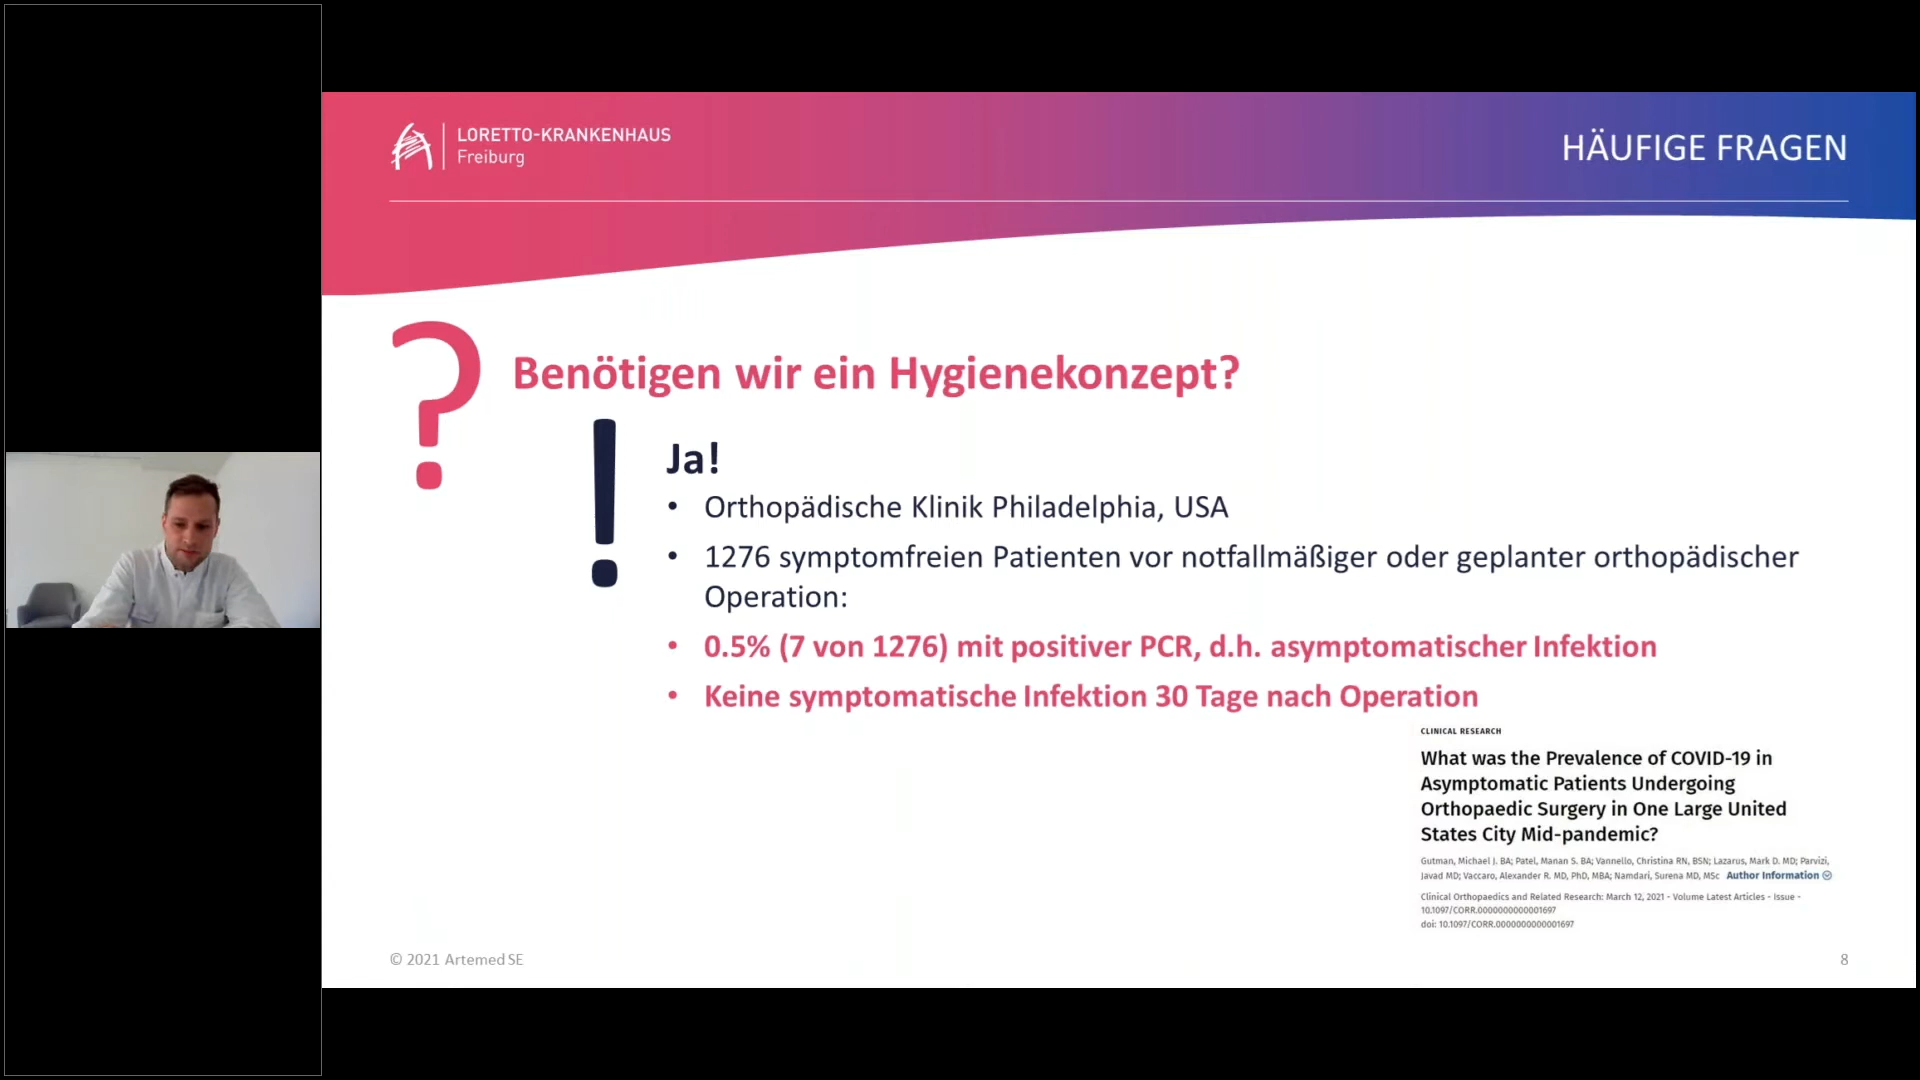 LORETTO-KRANKENHAUS
Freiburg
HÄUFIGE FRAGEN
?
Benötigen wir ein Hygienekonzept?
!
Ja!
• Orthopädische Klinik Philadelphia, USA
• 1276 symptomfreien Patienten vor notfallmäßiger oder geplanter orthopädischer
Operation:
• 0.5% (7 von 1276) mit positiver PCR, d.h. asymptomatischer Infektion
• Keine symptomatische Infektion 30 Tage nach Operation
CLINICAL RESEARCH
What was the Prevalence of COVID-19 in
Asymptomatic Patients Undergoing
Orthopaedic Surgery in One Large United
States City Mid-pandemic?
Gutman, Michael J. BA; Patel, Manan S. BA; Vannello, Christina RN, BSN; Lazarus, Mark D. MD; Parvizi,
Javad MD; Vaccaro, Alexander R. MD, PhD, MBA; Namdari, Surena MD, MSc Author Information
Clinical Orthopaedics and Related Research: March 12, 2021 - Volume Latest Articles - Issue -
10.1097/CORR.0000000000001697
doi: 10.1097/CORR.0000000000001697
© 2021 Artemed SE
8